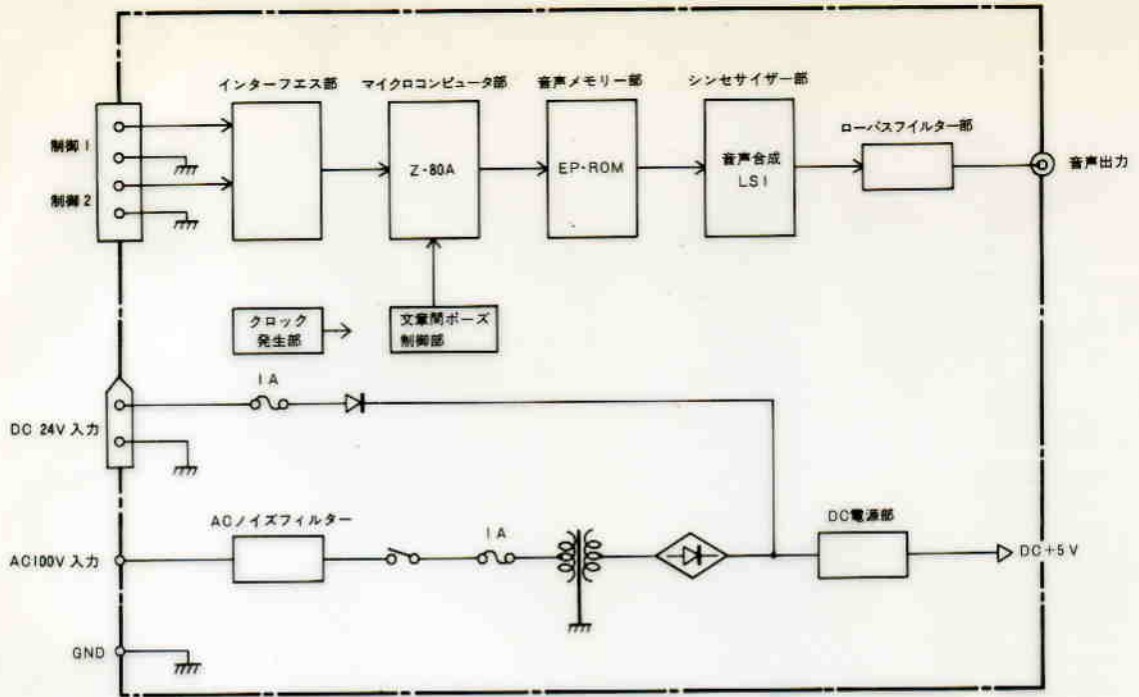 インターフエス部
マイクロコンピュータ部
音声メモリー部
シンセサイザー部
ローパスフイルター部
制御1
制御2
Z-80A
EP-ROM
音声合成
LSI
音声出力
クロック
発生部
文章間ポーズ
制御部
1A
DC 24V 入力
ACノイズフィルター
1A
DC電源部
AC100V 入力
DC+5V
GND